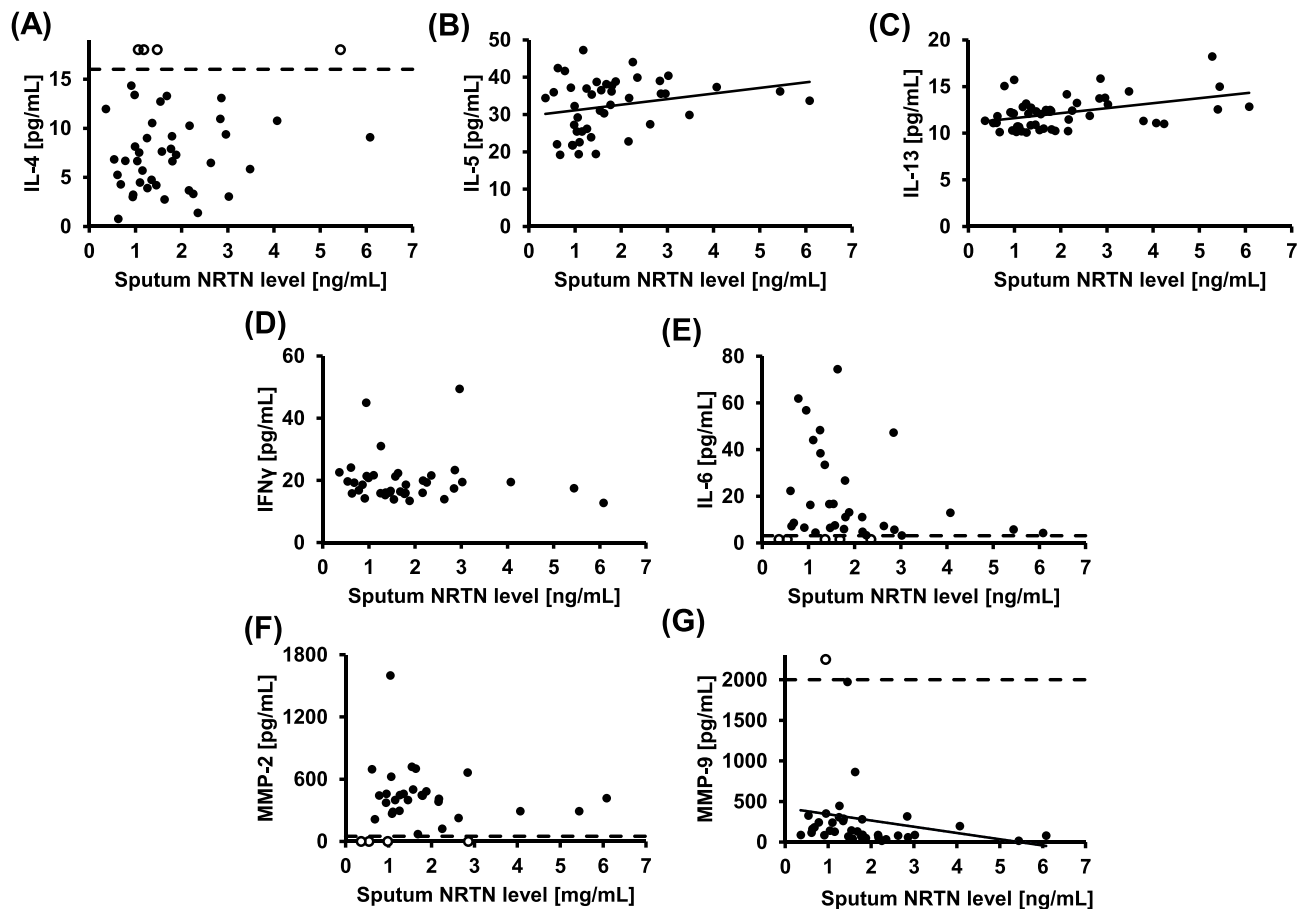 (A)
IL-4 [pg/mL]
15
10
5
0
0 1 2 3 4 5 6 7
Sputum NRTN level [ng/mL]
(B)
IL-5 [pg/mL]
50
40
30
20
10
0
0 1 2 3 4 5 6 7
Sputum NRTN level [ng/mL]
(C)
IL-13 [pg/mL]
20
15
10
5
0
0 1 2 3 4 5 6 7
Sputum NRTN level [ng/mL]
(D)
IFNγ [pg/mL]
60
40
20
0
0 1 2 3 4 5 6 7
Sputum NRTN level [ng/mL]
(E)
IL-6 [pg/mL]
80
60
40
20
0
0 1 2 3 4 5 6 7
Sputum NRTN level [ng/mL]
(F)
MMP-2 [pg/mL]
1800
1200
600
0
0 1 2 3 4 5 6 7
Sputum NRTN level [mg/mL]
(G)
MMP-9 [pg/mL]
2000
1500
1000
500
0
0 1 2 3 4 5 6 7
Sputum NRTN level [ng/mL]